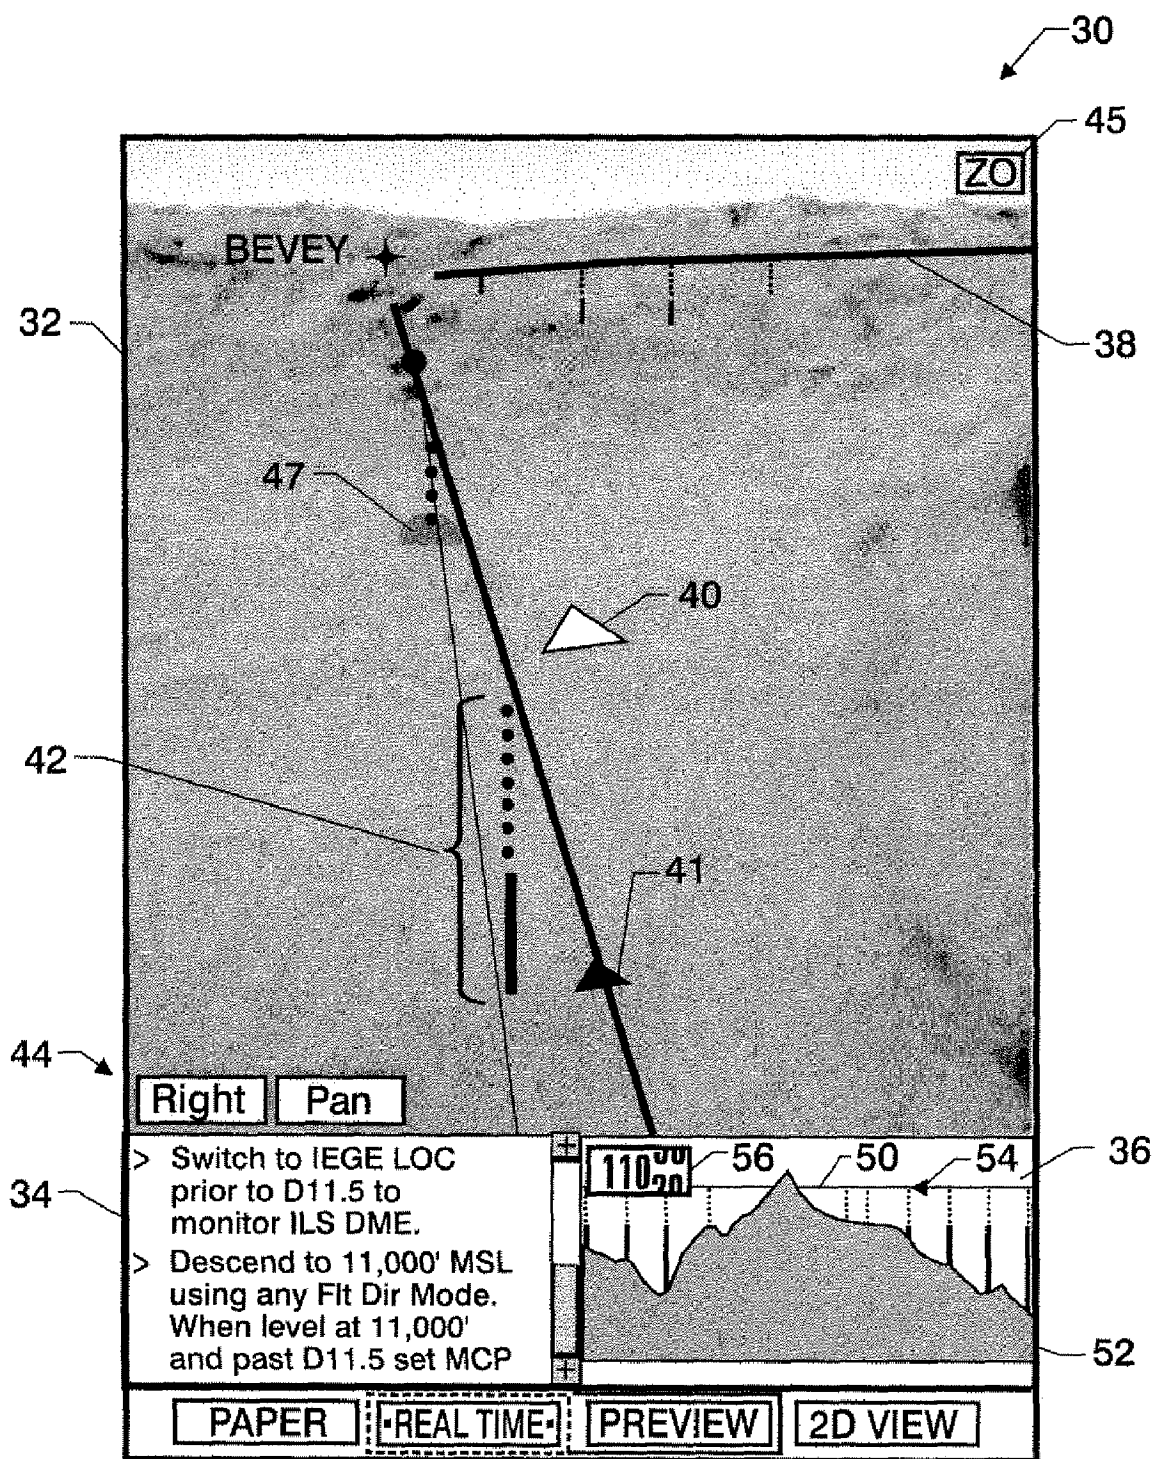 30
45
ZO
BEVEY
32
38
47
40
42
41
44
Right Pan
34
> Switch to IEGE LOC
prior to D11.5 to
monitor ILS DME.
> Descend to 11,000' MSL
using any Flt Dir Mode.
When level at 11,000'
and past D11.5 set MCP
110
20
56
50
54
36
52
PAPER ·REAL TIME· PREVIEW 2D VIEW